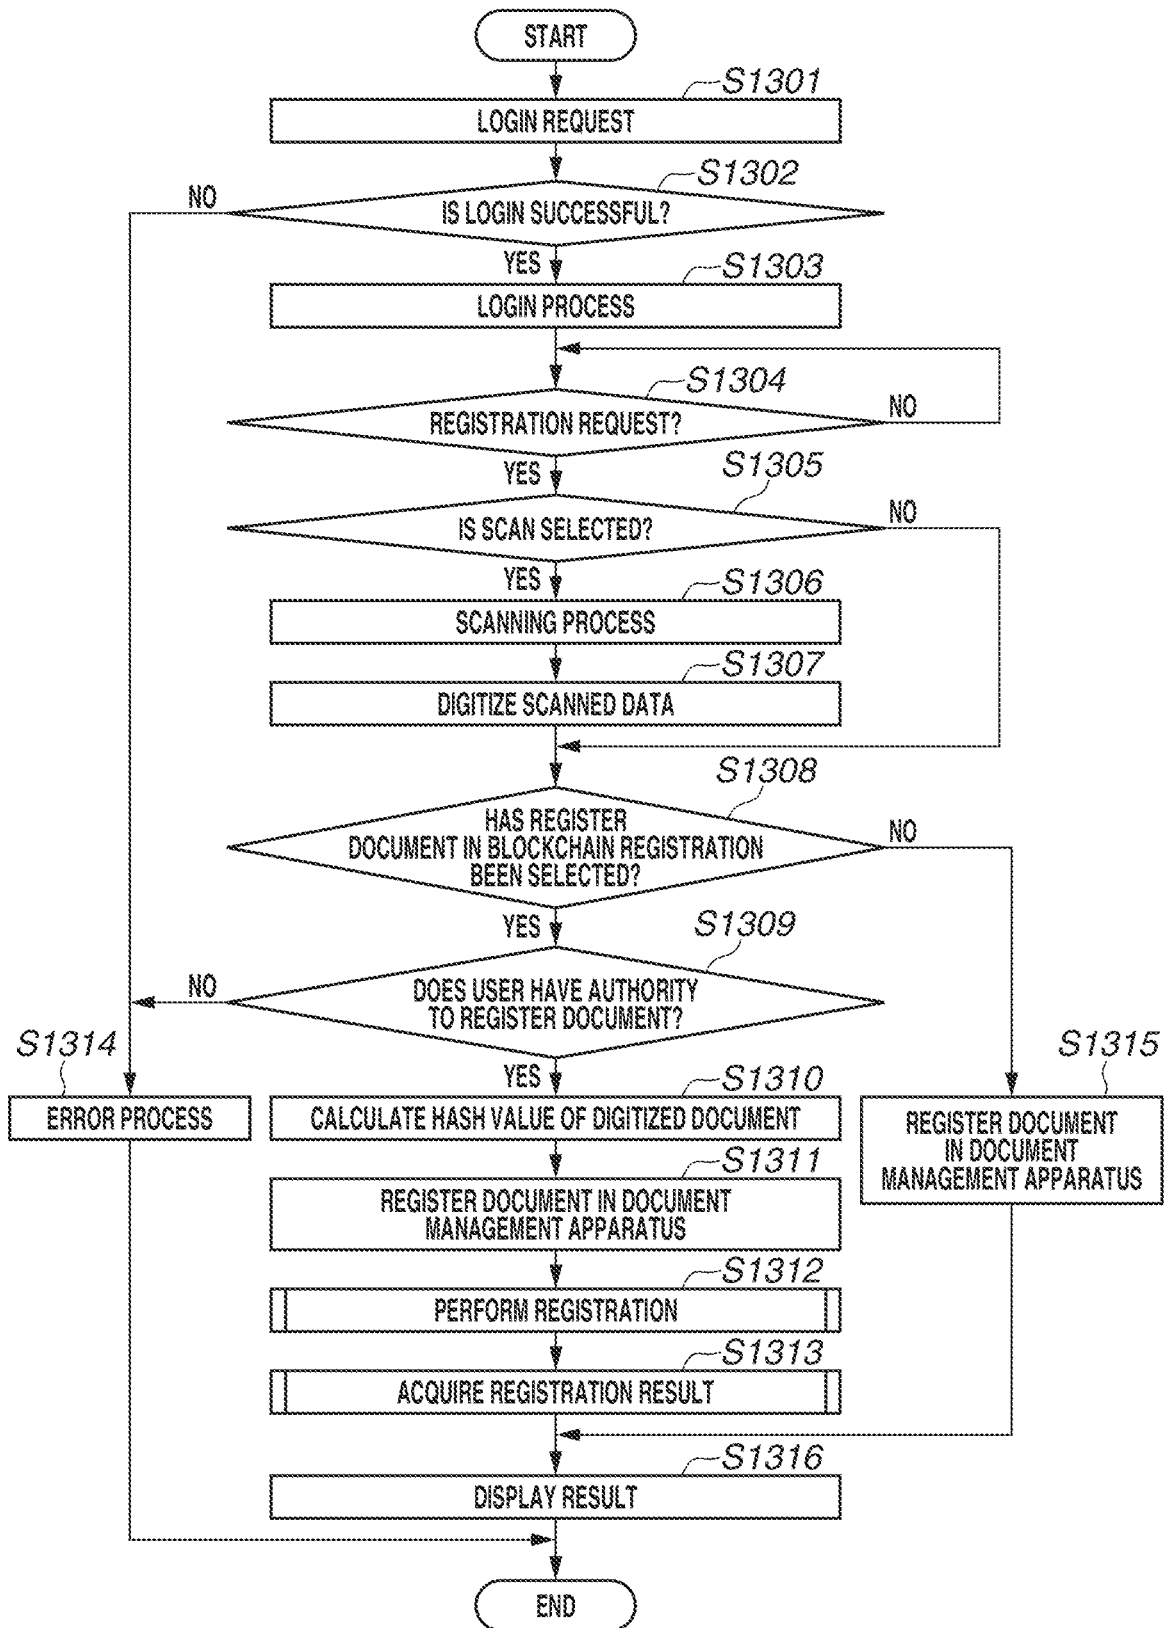 START
S1301
LOGIN REQUEST
S1302
NO
IS LOGIN SUCCESSFUL?
YES
S1303
LOGIN PROCESS
S1304
REGISTRATION REQUEST?
NO
YES
S1305
IS SCAN SELECTED?
NO
YES
S1306
SCANNING PROCESS
S1307
DIGITIZE SCANNED DATA
S1308
HAS REGISTER
DOCUMENT IN BLOCKCHAIN REGISTRATION
BEEN SELECTED?
NO
YES
S1309
NO
DOES USER HAVE AUTHORITY
TO REGISTER DOCUMENT?
S1314
S1315
YES
S1310
ERROR PROCESS
CALCULATE HASH VALUE OF DIGITIZED DOCUMENT
REGISTER DOCUMENT
IN DOCUMENT
MANAGEMENT APPARATUS
S1311
REGISTER DOCUMENT IN DOCUMENT
MANAGEMENT APPARATUS
S1312
PERFORM REGISTRATION
S1313
ACQUIRE REGISTRATION RESULT
S1316
DISPLAY RESULT
END